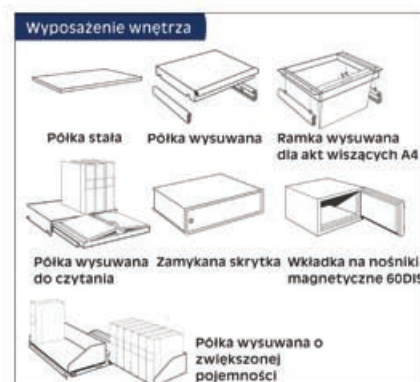 Wyposażenie wnętrza
Półka stała
Półka wysuwana
Ramka wysuwana
dla akt wiszących A4
Półka wysuwana
do czytania
Zamykana skrytka
Wkładka na nośniki
magnetyczne 60DIS
Półka wysuwana o
zwiększonej
pojemności